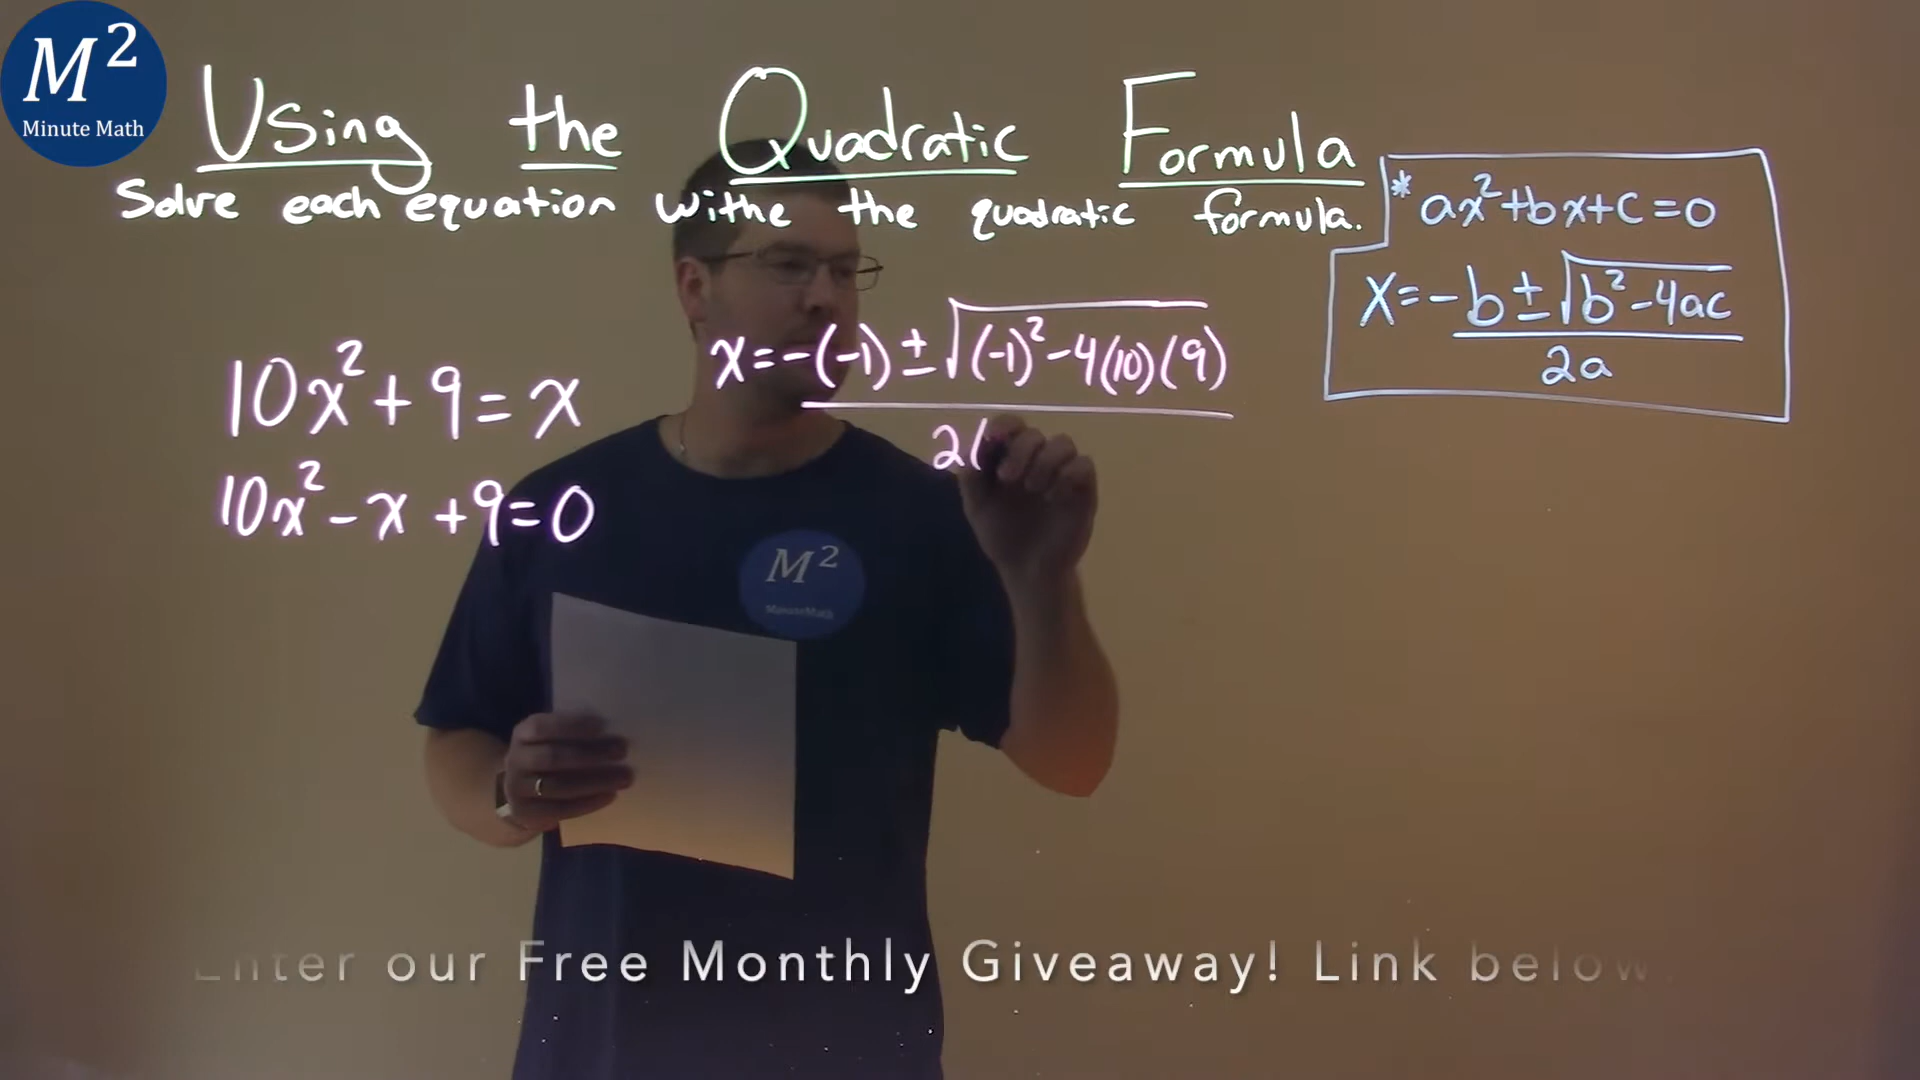 M²
Minute Math
Using the Quadratic Formula
Solve each equation withe the quadratic formula.
* ax²+bx+c=0
x = -b ± √b² -4ac
2a
10x² + 9 = x
10x² - x + 9 = 0
x = -(-1) ± √(-1)² - 4(10)(9)
2(
M²
MinuteMath
Enter our Free Monthly Giveaway! Link below